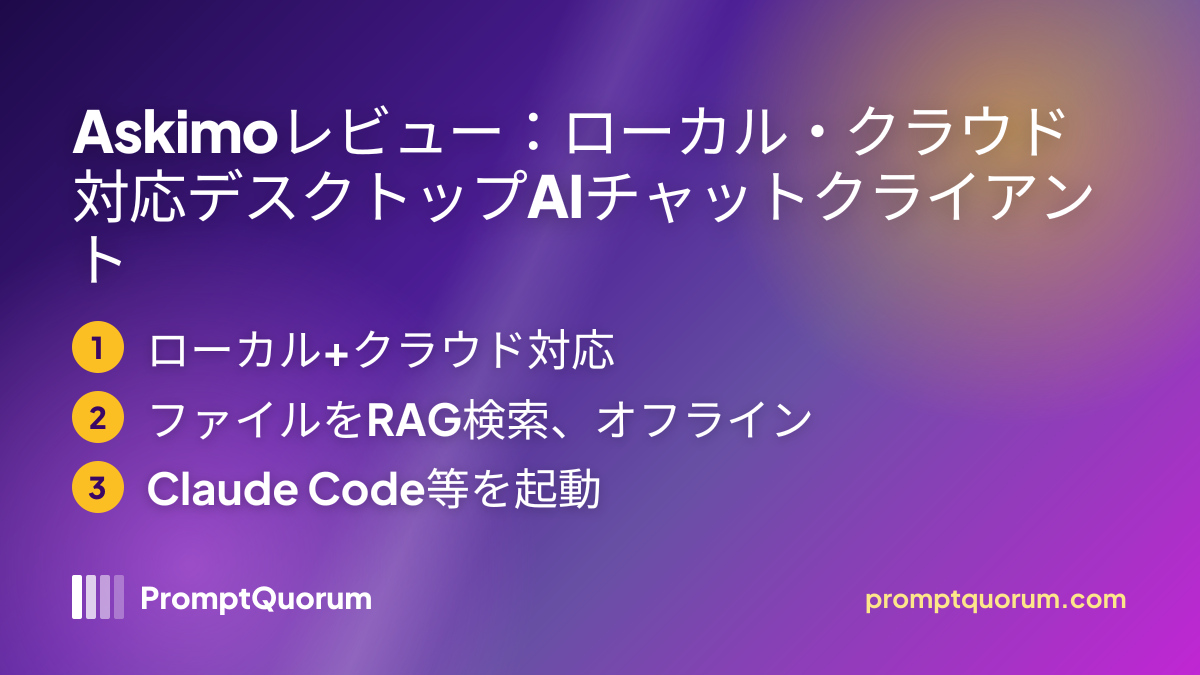 Askimoレビュー：ローカル・クラウド
対応デスクトップAIチャットクライアン
ト
1 ローカル+クラウド対応
2 ファイルをRAG検索、オフライン
3 Claude Code等を起動
PromptQuorum
promptquorum.com